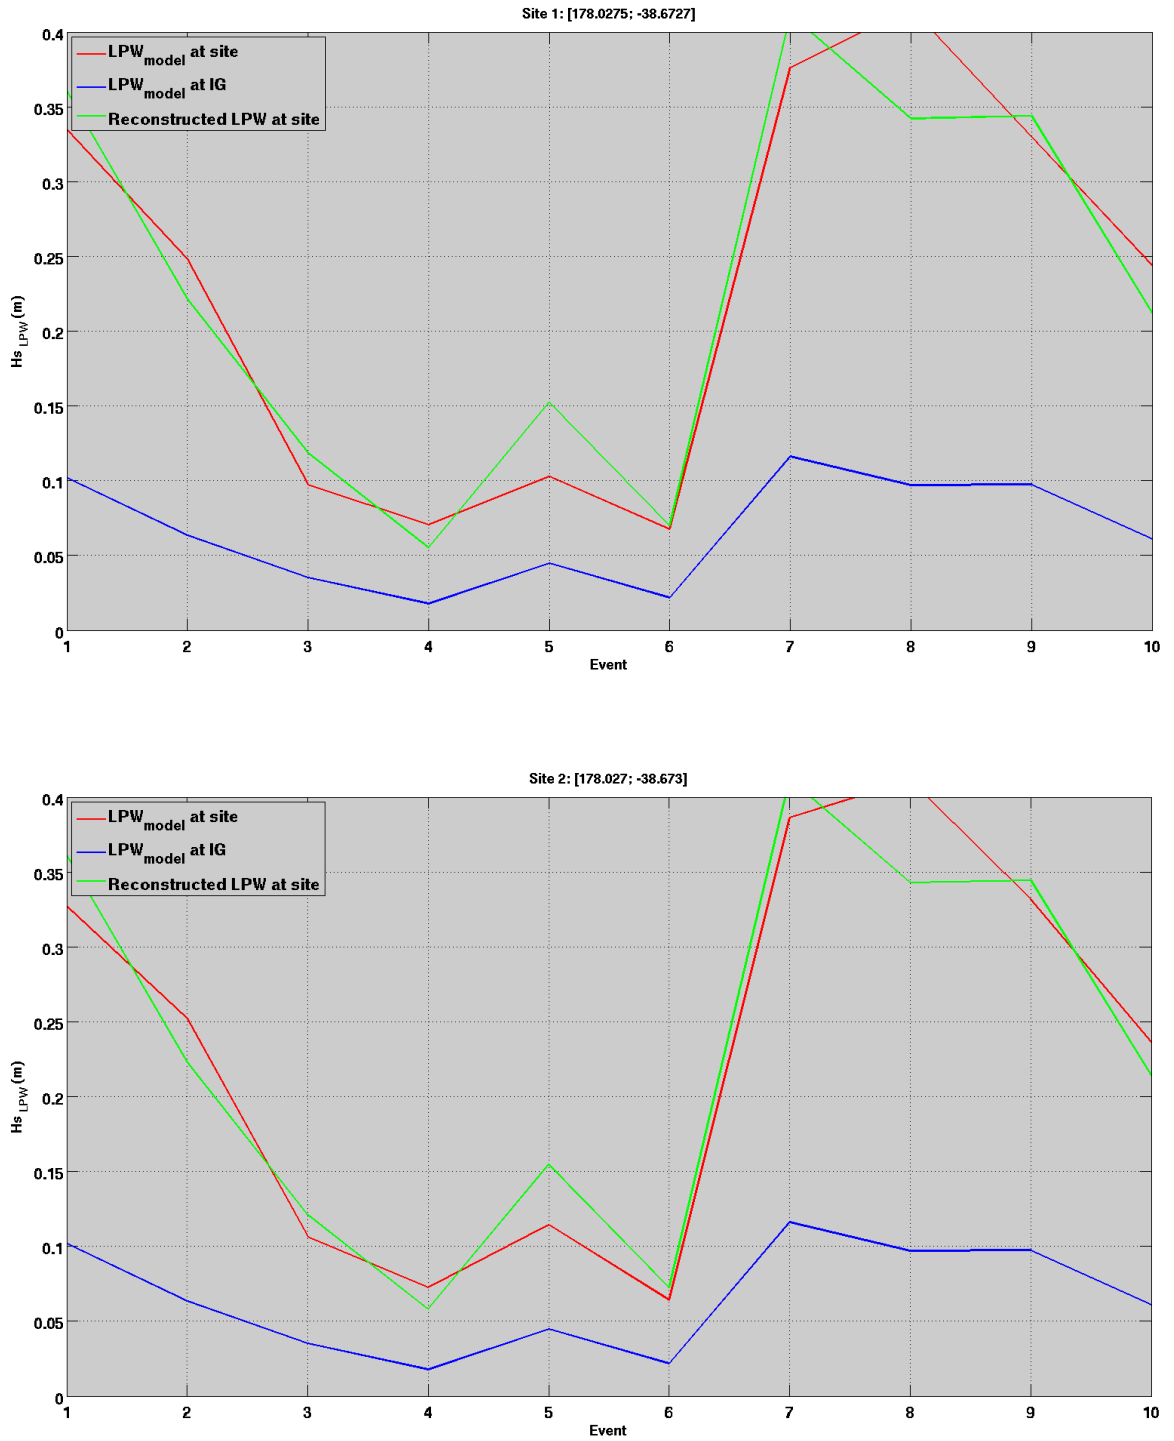 Site 1: [178.0275; -38.6727]
LPWmodel at site
LPWmodel at IG
Reconstructed LPW at site
Hs LPW (m)
0.4
0.35
0.3
0.25
0.2
0.15
0.1
0.05
0
1 2 3 4 5 6 7 8 9 10
Event
Site 2: [178.027; -38.673]
LPWmodel at site
LPWmodel at IG
Reconstructed LPW at site
Hs LPW (m)
0.4
0.35
0.3
0.25
0.2
0.15
0.1
0.05
0
1 2 3 4 5 6 7 8 9 10
Event